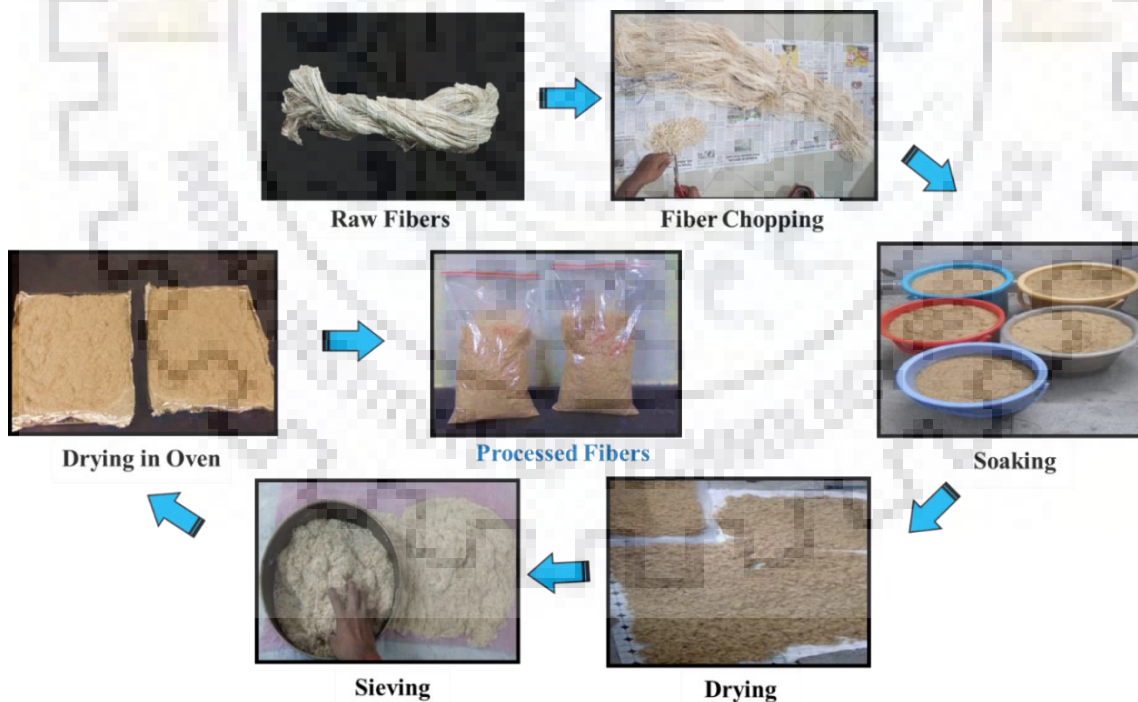 Raw Fibers
Fiber Chopping
Soaking
Drying
Sieving
Drying in Oven
Processed Fibers